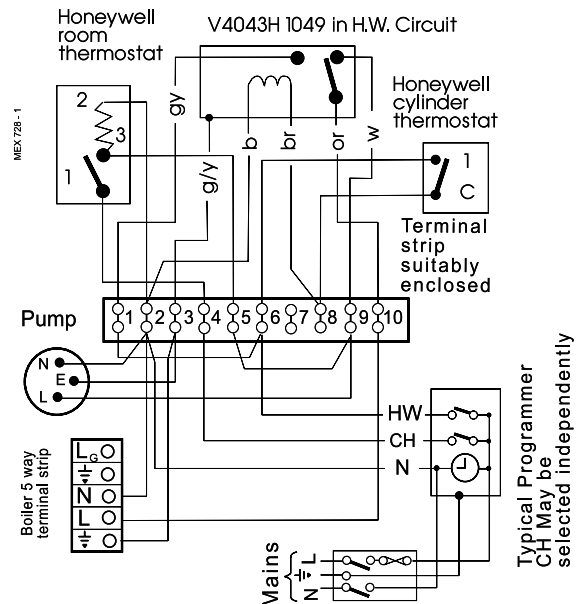 Honeywell
room
thermostat
V4043H 1049 in H.W. Circuit
Honeywell
cylinder
thermostat
MEX 728 - 1
2
3
1
gy
g/y
b
br
or
w
1
C
Terminal
strip
suitably
enclosed
1 2 3 4 5 6 7 8 9 10
Pump
N
E
L
HW
CH
N
Boiler 5 way
terminal strip
LG
N
L
Mains
L
N
Typical Programmer
CH May be
selected independently